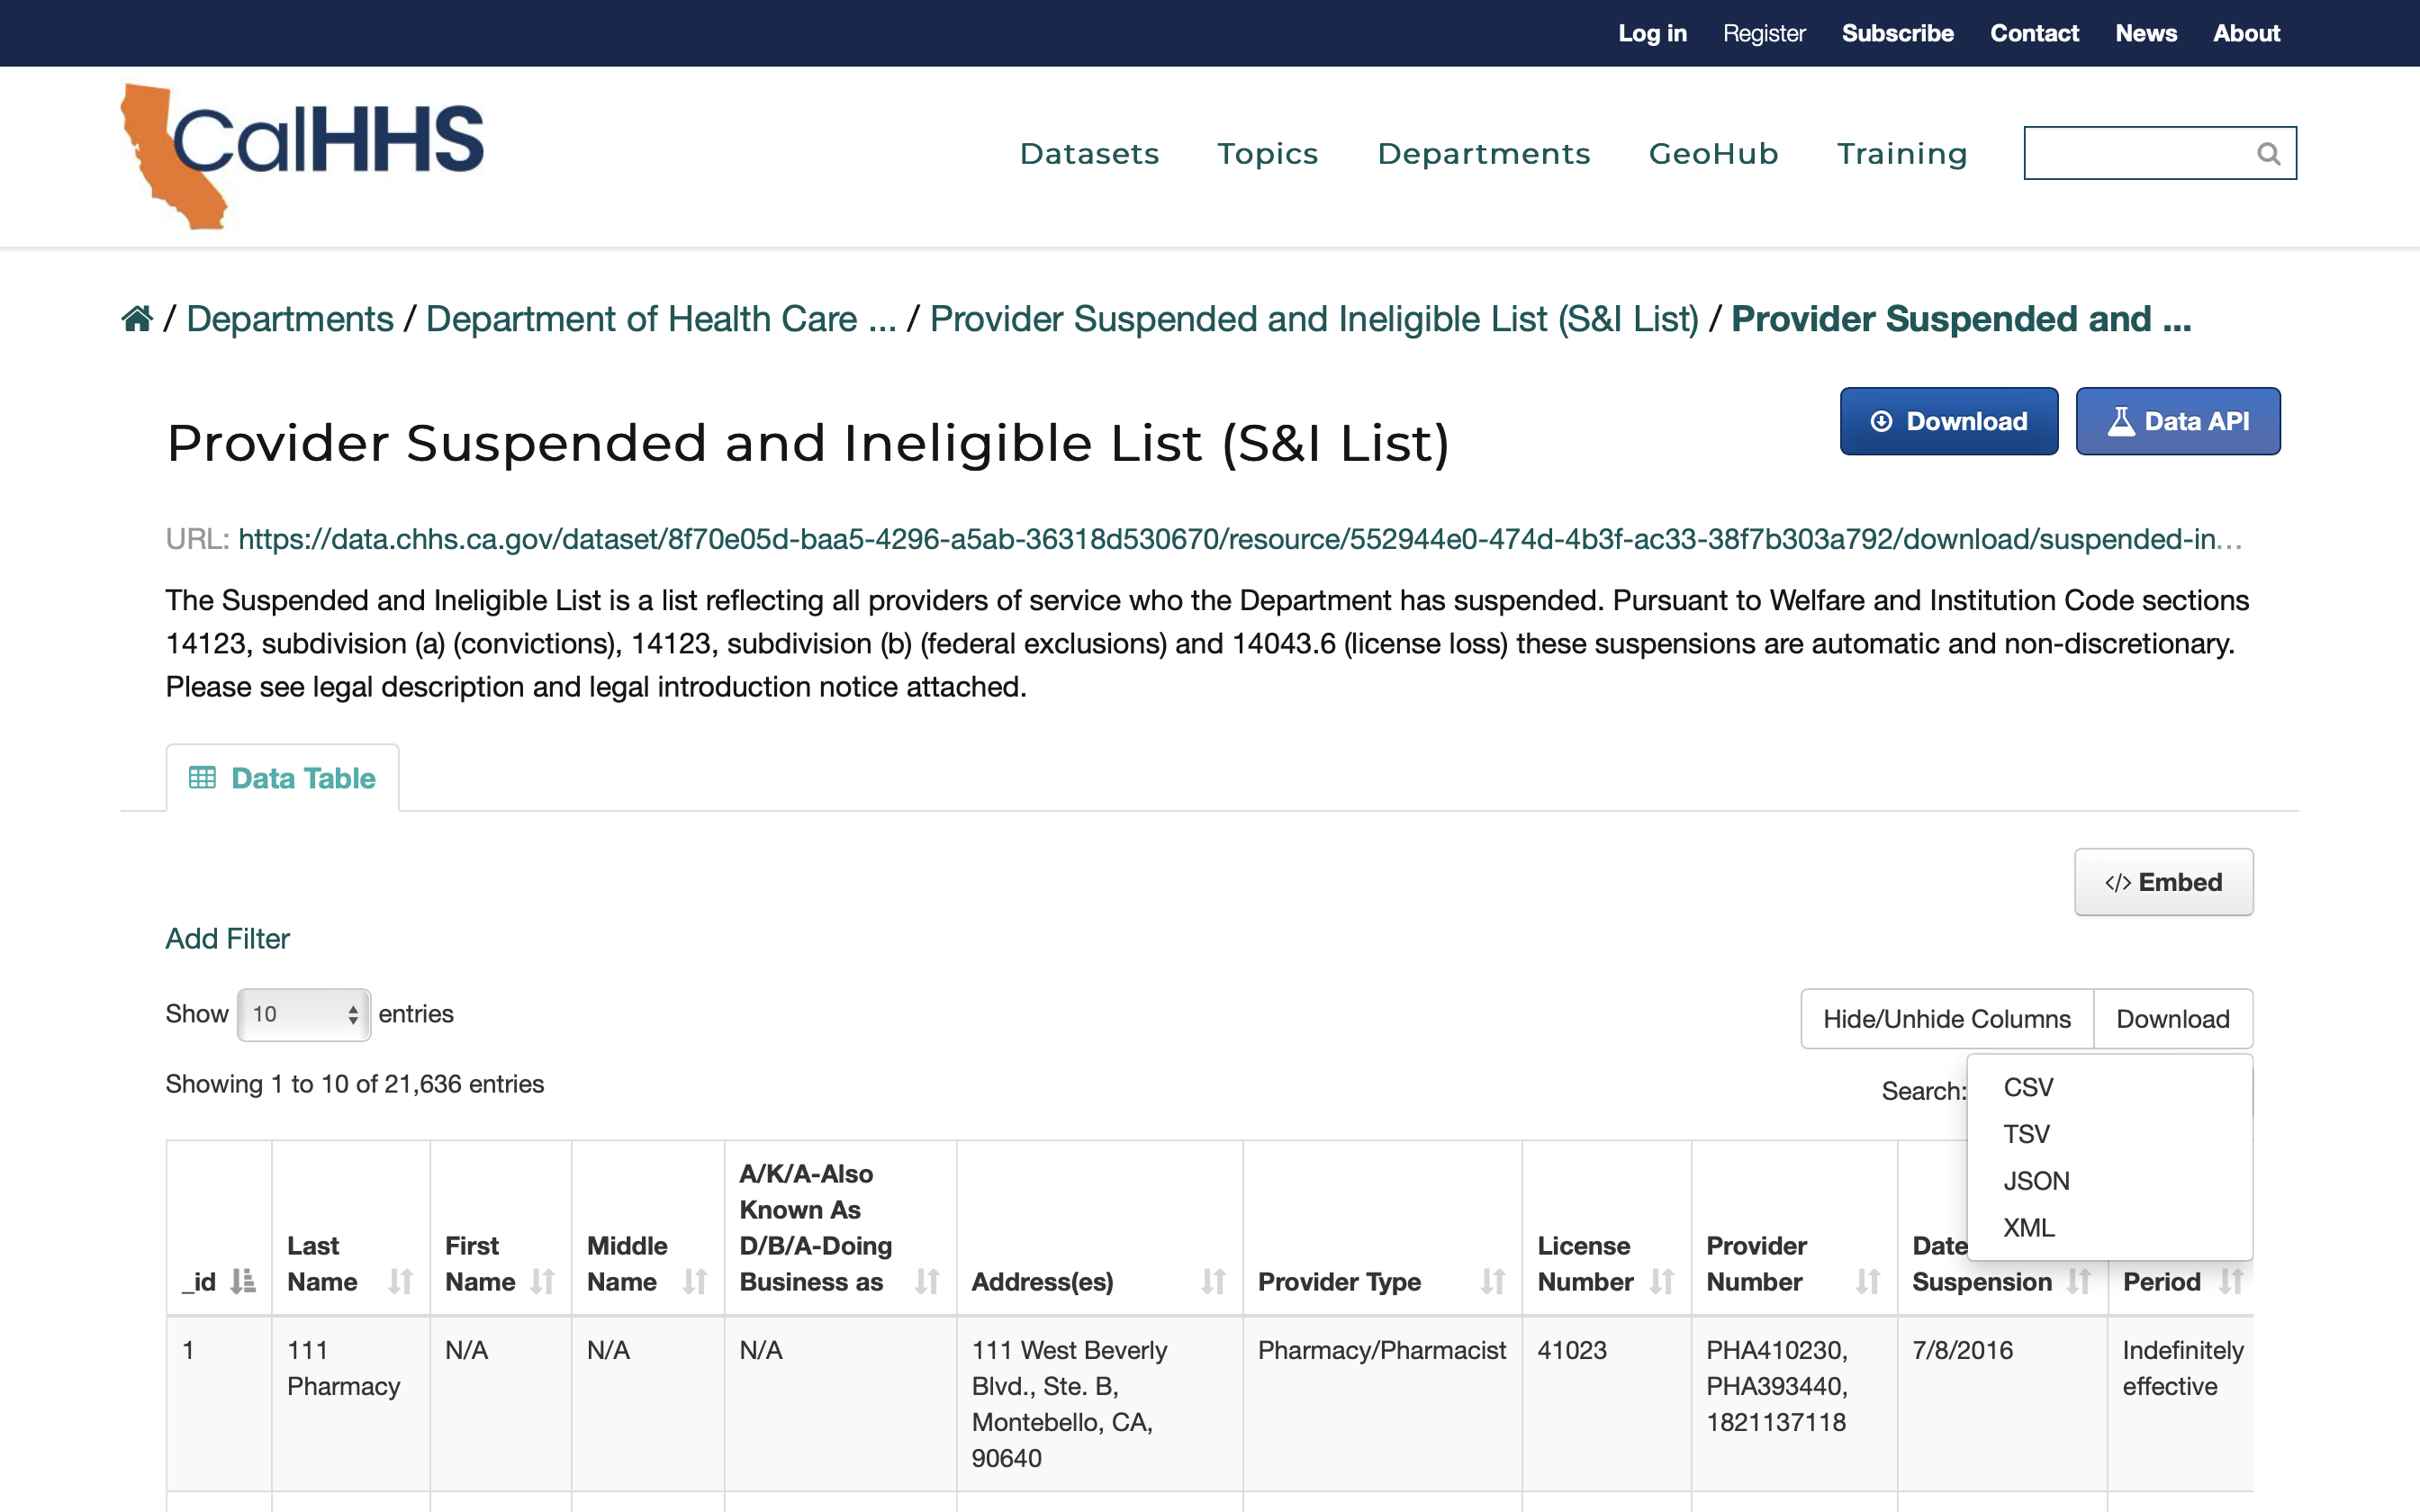 Log in Register Subscribe Contact News About
CalHHS
Datasets Topics Departments GeoHub Training
/ Departments / Department of Health Care ... / Provider Suspended and Ineligible List (S&I List) / Provider Suspended and ...
Download Data API
Provider Suspended and Ineligible List (S&I List)
URL: https://data.chhs.ca.gov/dataset/8f70e05d-baa5-4296-a5ab-36318d530670/resource/552944e0-474d-4b3f-ac33-38f7b303a792/download/suspended-in...
The Suspended and Ineligible List is a list reflecting all providers of service who the Department has suspended. Pursuant to Welfare and Institution Code sections
14123, subdivision (a) (convictions), 14123, subdivision (b) (federal exclusions) and 14043.6 (license loss) these suspensions are automatic and non-discretionary.
Please see legal description and legal introduction notice attached.
Data Table
</> Embed
Add Filter
Show 10 entries
Hide/Unhide Columns Download
Showing 1 to 10 of 21,636 entries
Search:
CSV
TSV
JSON
XML
_id
Last
Name
First
Name
Middle
Name
A/K/A-Also
Known As
D/B/A-Doing
Business as
Address(es)
Provider Type
License
Number
Provider
Number
Date
Suspension
Period
1
111
Pharmacy
N/A
N/A
N/A
111 West Beverly
Blvd., Ste. B,
Montebello, CA,
90640
Pharmacy/Pharmacist
41023
PHA410230,
PHA393440,
1821137118
7/8/2016
Indefinitely
effective